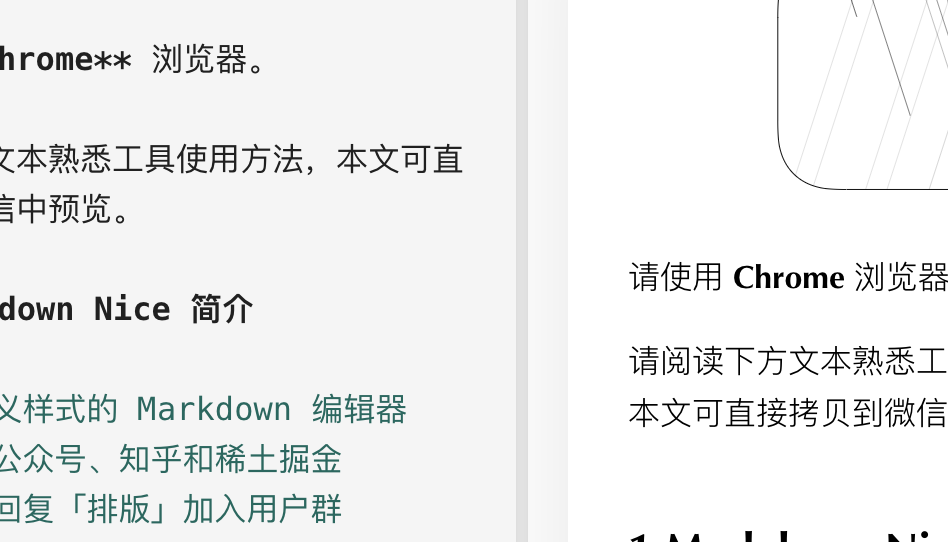 hrome** 浏览器。
文本熟悉工具使用方法，本文可直
信中预览。
down Nice 简介
义样式的 Markdown 编辑器
公众号、知乎和稀土掘金
回复「排版」加入用户群
请使用 Chrome 浏览器
请阅读下方文本熟悉工
本文可直接拷贝到微信